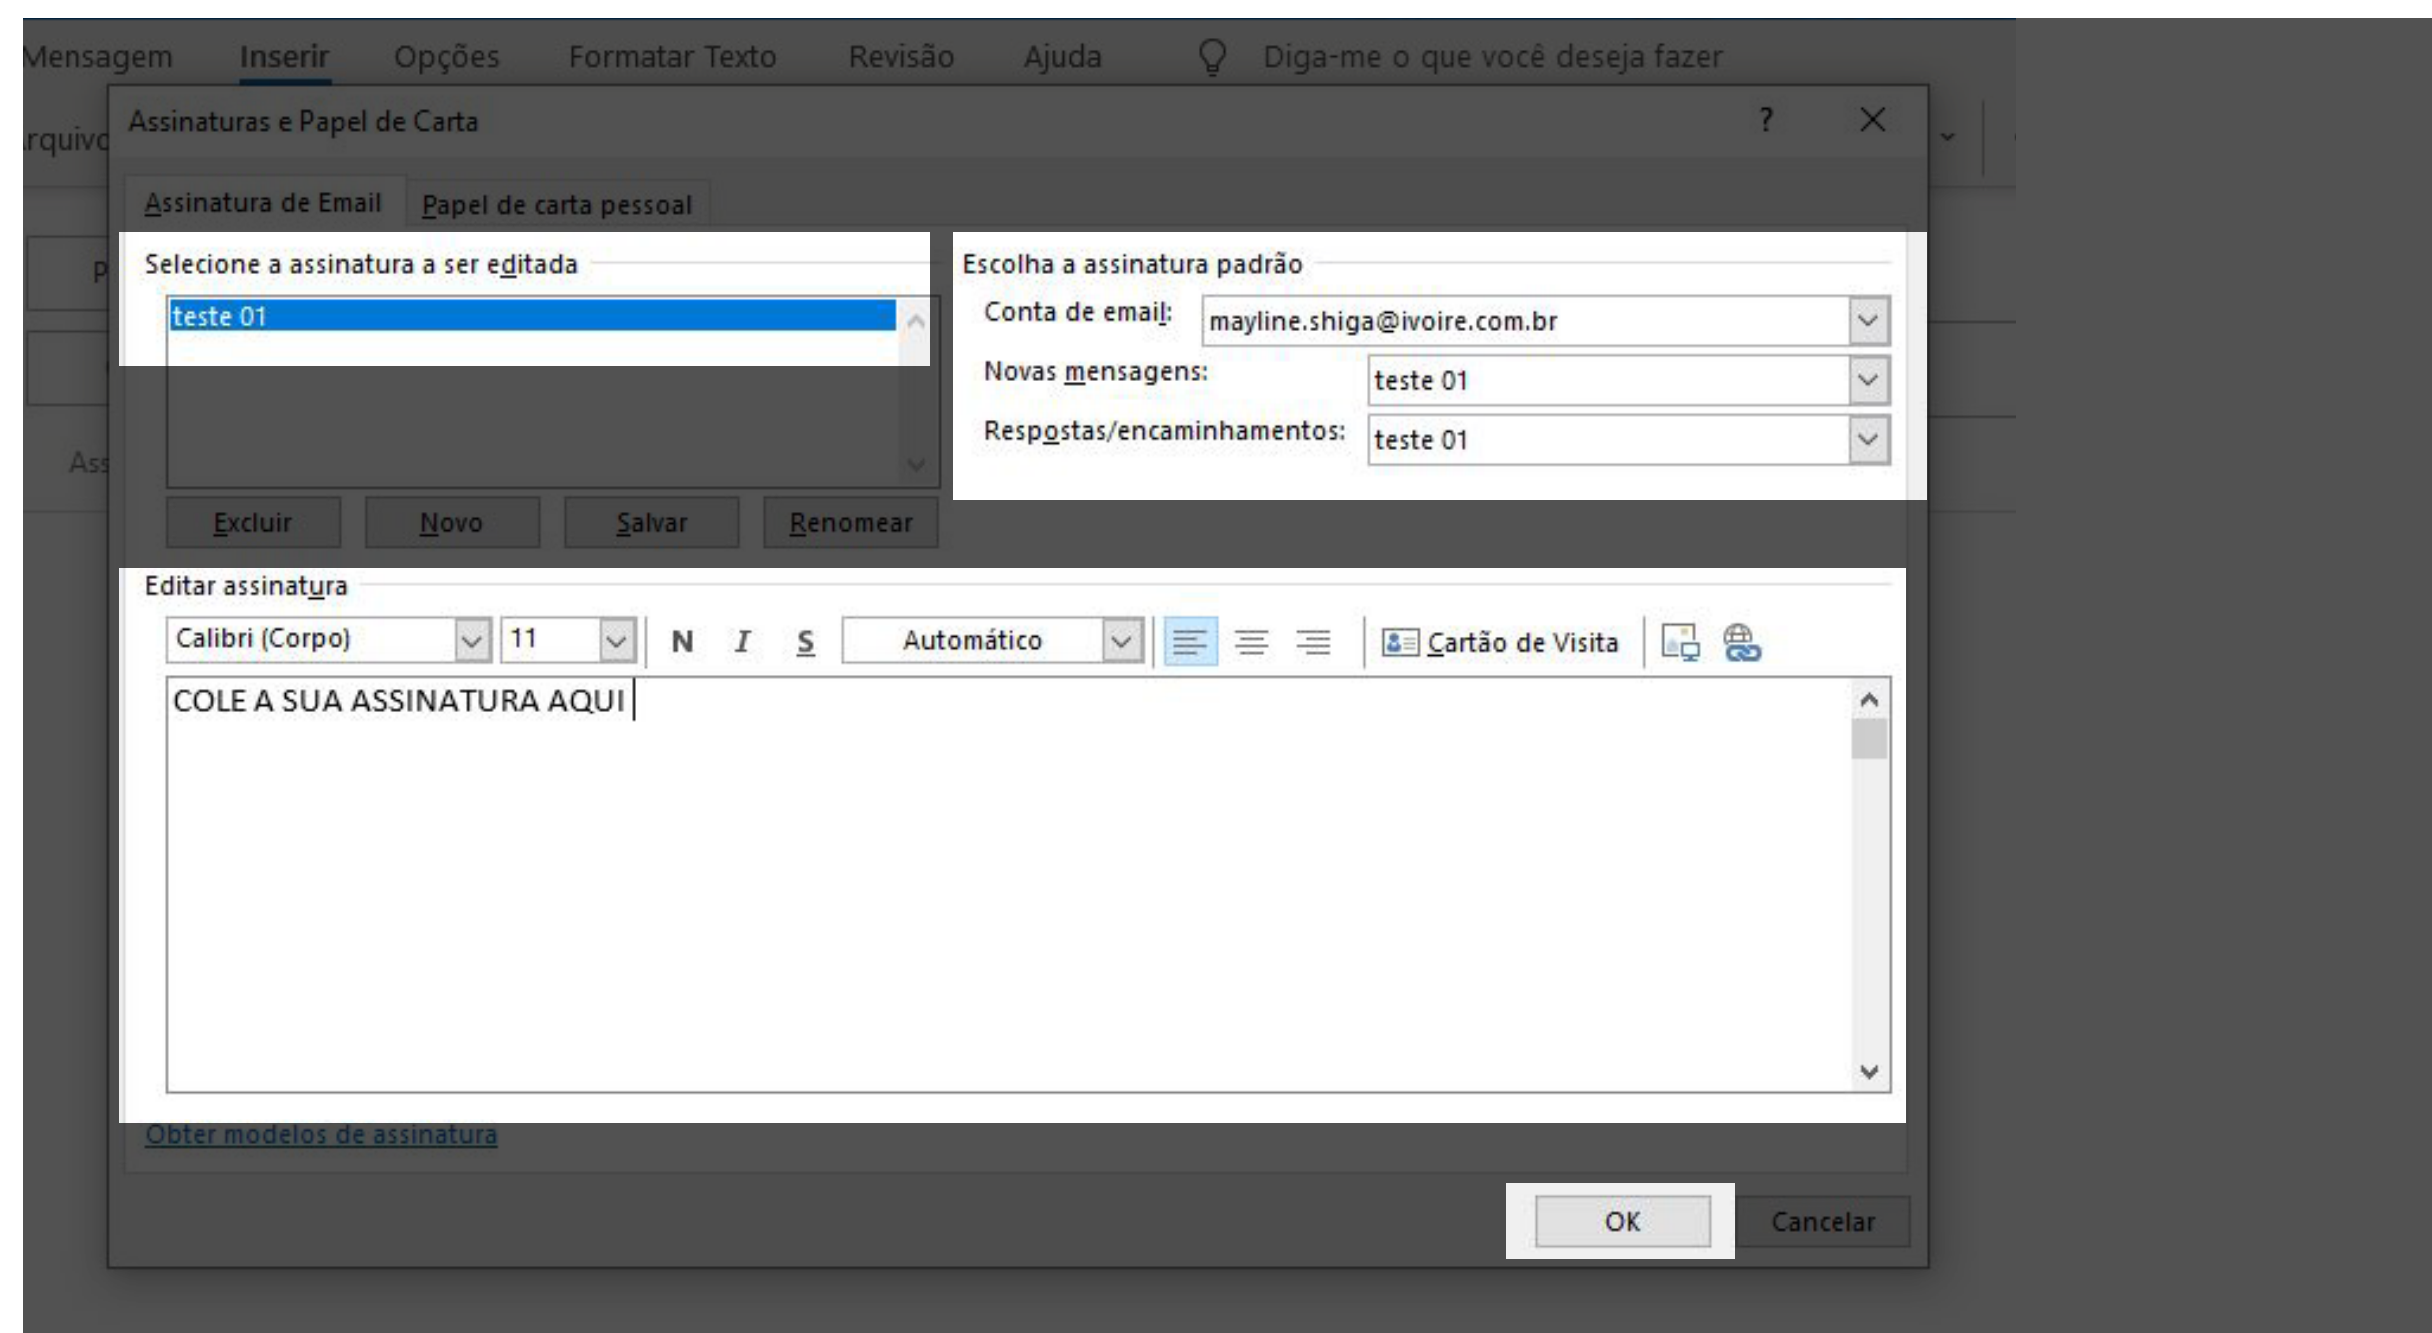 Mensagem Inserir Opções Formatar Texto Revisão Ajuda Diga-me o que você deseja fazer
Assinaturas e Papel de Carta ? 
Assinatura de Email Papel de carta pessoal
Selecione a assinatura a ser editada
teste 01
Excluir Novo Salvar Renomear
Escolha a assinatura padrão
Conta de email: mayline.shiga@ivoire.com.br
Novas mensagens: teste 01
Respostas/encaminhamentos: teste 01
Editar assinatura
Calibri (Corpo) 11 N I S Automático Cartão de Visita
COLE A SUA ASSINATURA AQUI
Obter modelos de assinatura
OK Cancelar